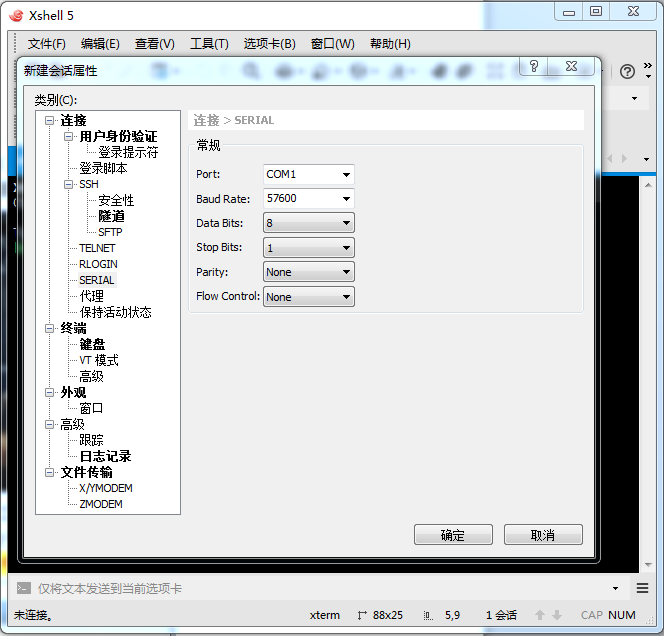 Xshell 5
文件(F) 编辑(E) 查看(V) 工具(T) 选项卡(B) 窗口(W) 帮助(H)
新建会话属性
类别(C):
连接
用户身份验证
登录提示符
登录脚本
SSH
安全性
隧道
SFTP
TELNET
RLOGIN
SERIAL
代理
保持活动状态
终端
键盘
VT 模式
高级
外观
窗口
高级
跟踪
日志记录
文件传输
X/YMODEM
ZMODEM
连接 > SERIAL
常规
Port: COM1
Baud Rate: 57600
Data Bits: 8
Stop Bits: 1
Parity: None
Flow Control: None
确定 取消
仅将文本发送到当前选项卡
未连接。 xterm 88x25 5,9 1 会话 CAP NUM